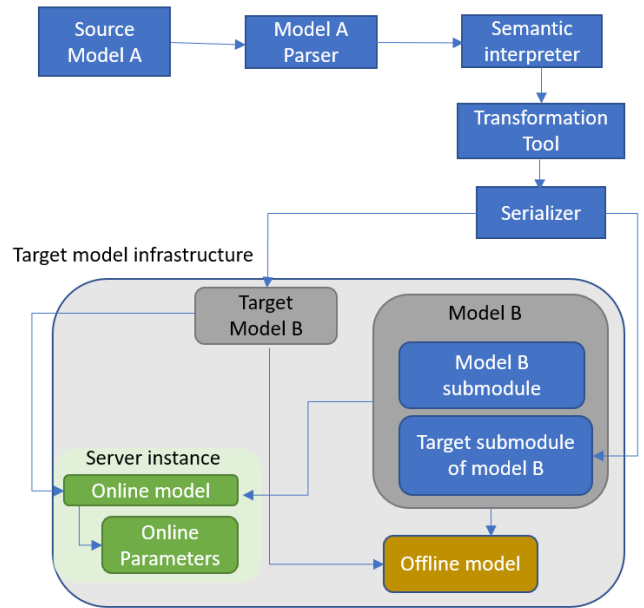 Source
Model A
Model A
Parser
Semantic
interpreter
Transformation
Tool
Serializer
Target model infrastructure
Target
Model B
Model B
Model B
submodule
Target submodule
of model B
Server instance
Online model
Online
Parameters
Offline model